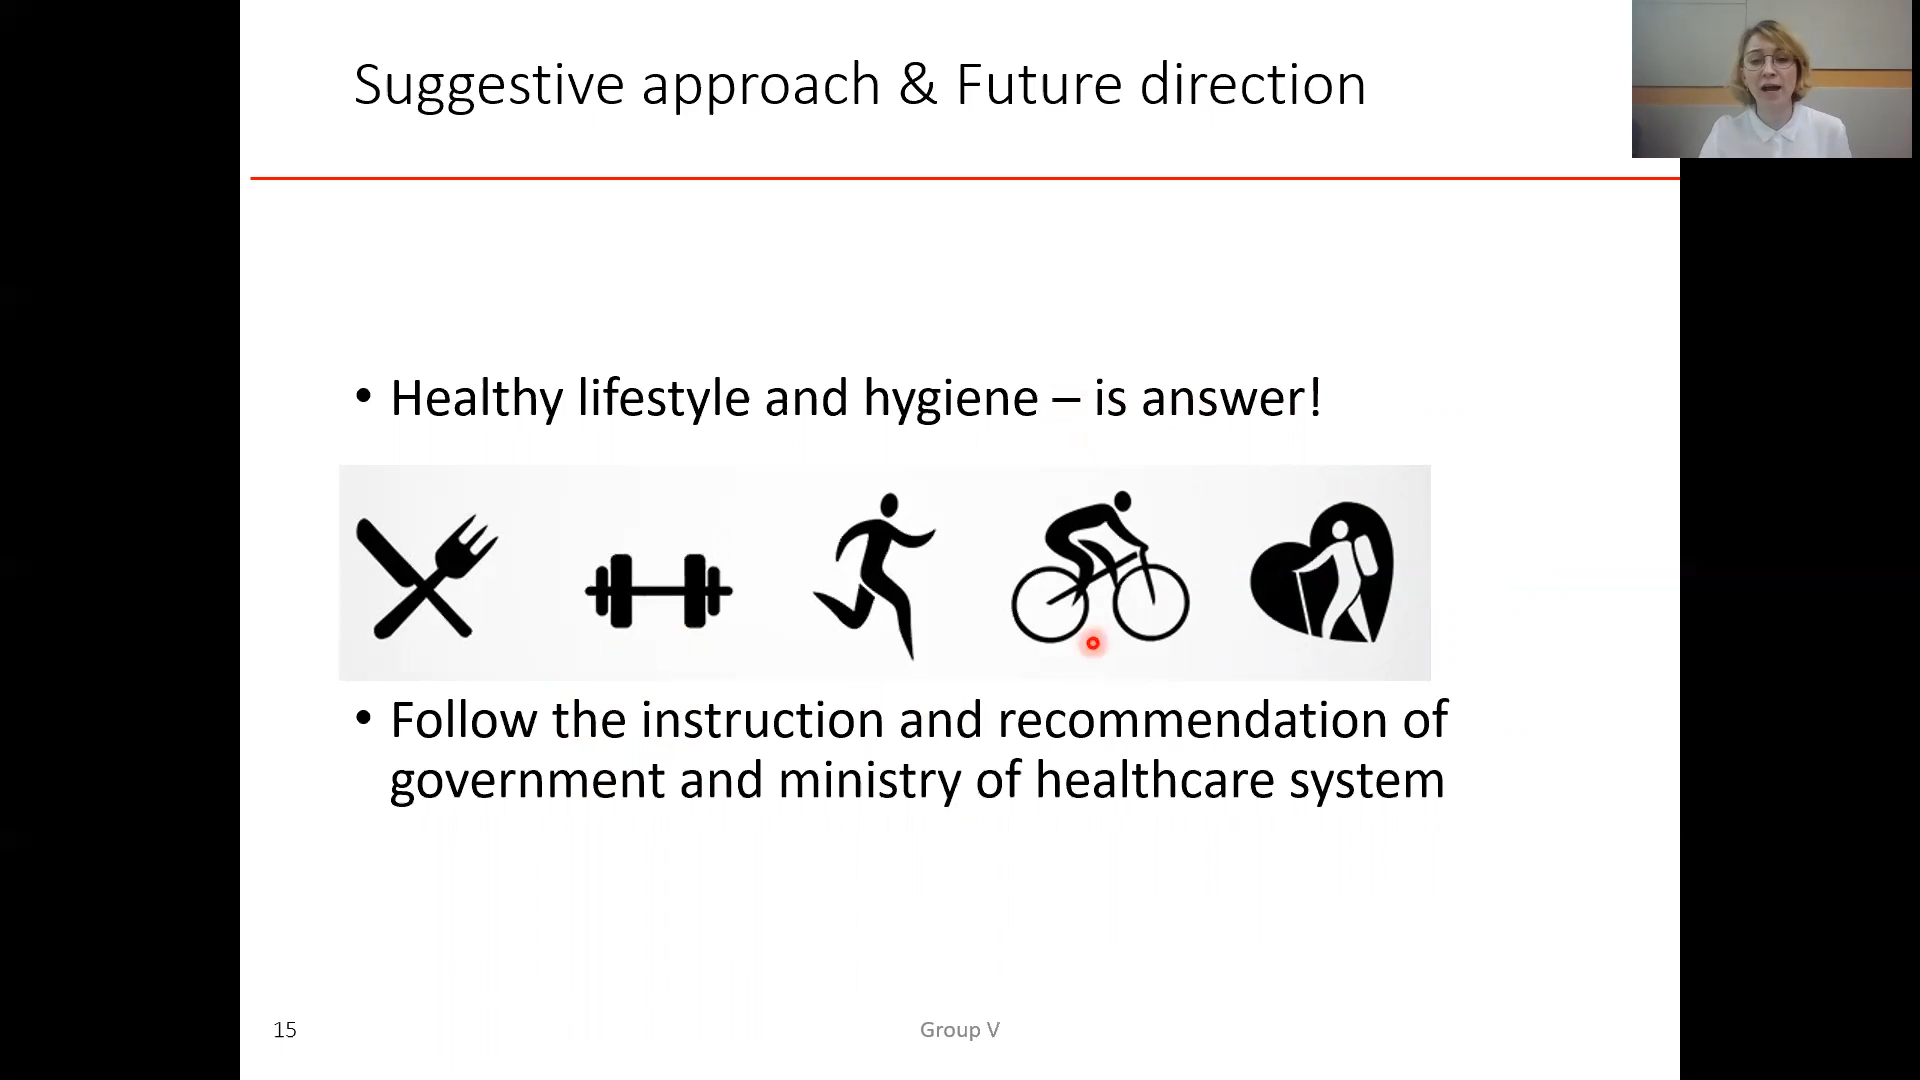 Suggestive approach & Future direction
• Healthy lifestyle and hygiene – is answer!
• Follow the instruction and recommendation of
government and ministry of healthcare system
15
Group V